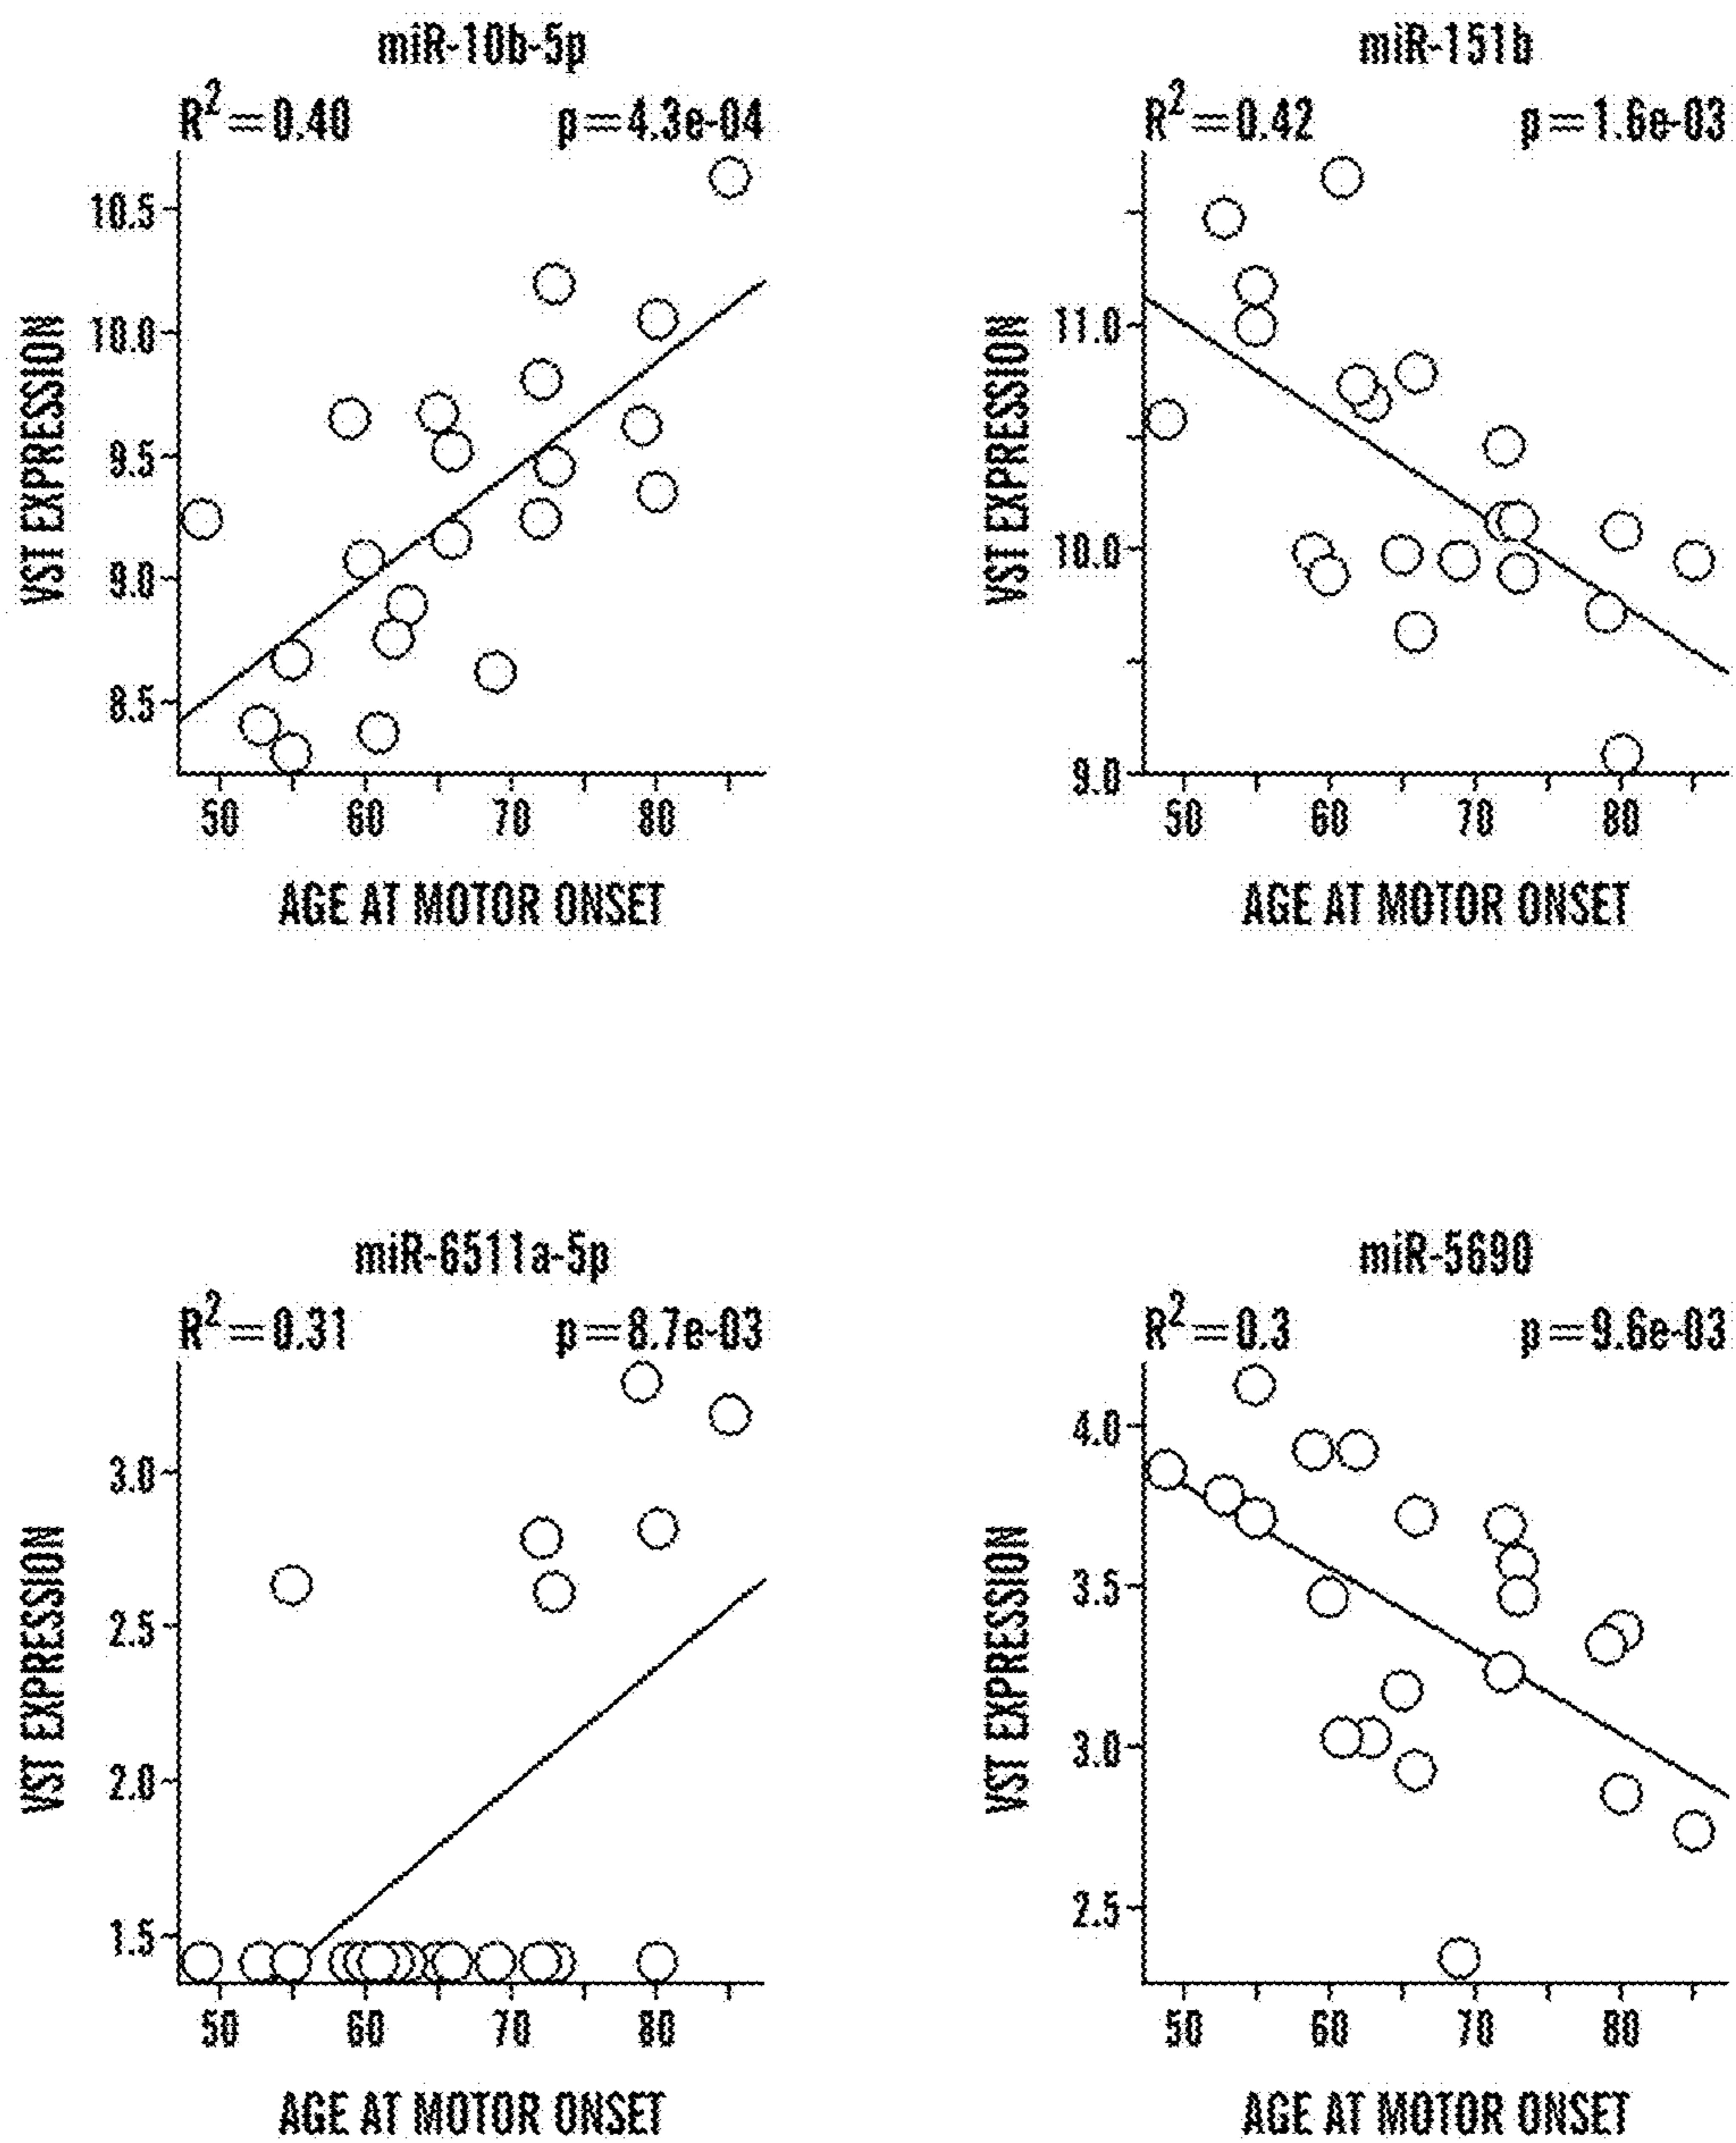 miR-10b-5p
R² = 0.40 p = 4.3e-04
10.5
10.0
9.5
9.0
8.5
VST EXPRESSION
50 60 70 80
AGE AT MOTOR ONSET
miR-151b
R² = 0.42 p = 1.6e-03
11.0
10.0
9.0
VST EXPRESSION
50 60 70 80
AGE AT MOTOR ONSET
miR-6511a-5p
R² = 0.31 p = 8.7e-03
3.0
2.5
2.0
1.5
VST EXPRESSION
50 60 70 80
AGE AT MOTOR ONSET
miR-5690
R² = 0.3 p = 9.6e-03
4.0
3.5
3.0
2.5
VST EXPRESSION
50 60 70 80
AGE AT MOTOR ONSET